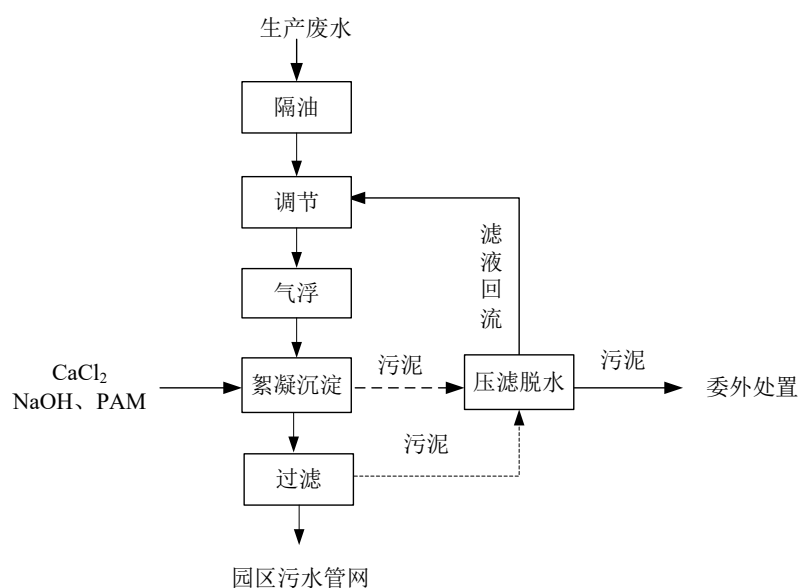 生产废水
隔油
调节
滤液回流
气浮
CaCl₂
NaOH、PAM
絮凝沉淀
污泥
压滤脱水
污泥
委外处置
污泥
过滤
园区污水管网